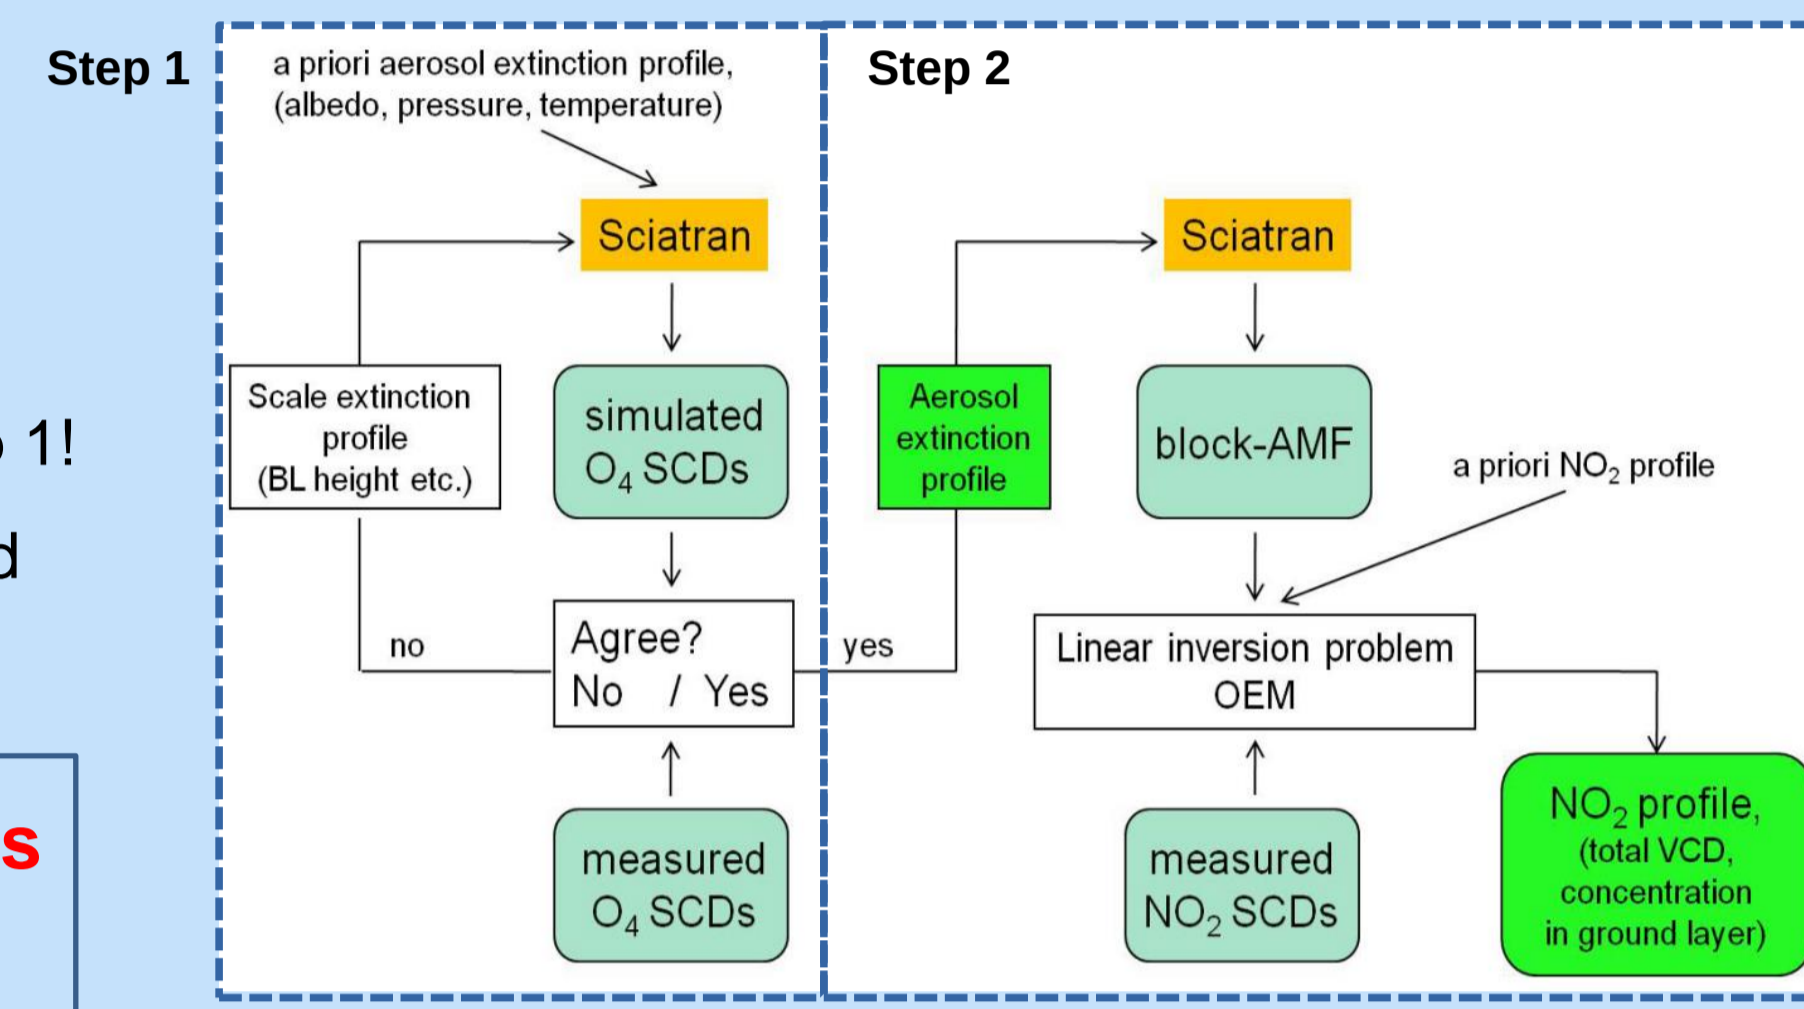 Step 1
a priori aerosol extinction profile,
(albedo, pressure, temperature)
Sciatran
Scale extinction
profile
(BL height etc.)
simulated
O₄ SCDs
no
Agree?
No / Yes
yes
measured
O₄ SCDs
Step 2
Sciatran
Aerosol
extinction
profile
block-AMF
a priori NO₂ profile
Linear inversion problem
OEM
measured
NO₂ SCDs
NO₂ profile,
(total VCD,
concentration
in ground layer)
1!